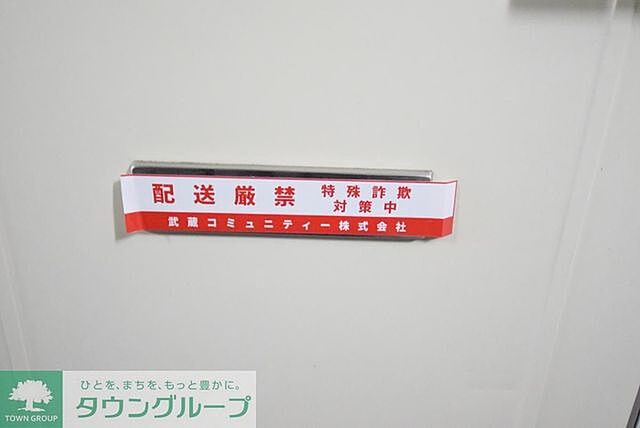 配送厳禁 特殊詐欺
対策中
武蔵コミュニティー株式会社
ひとを、まちを、もっと豊かに。
タウングループ
TOWN GROUP